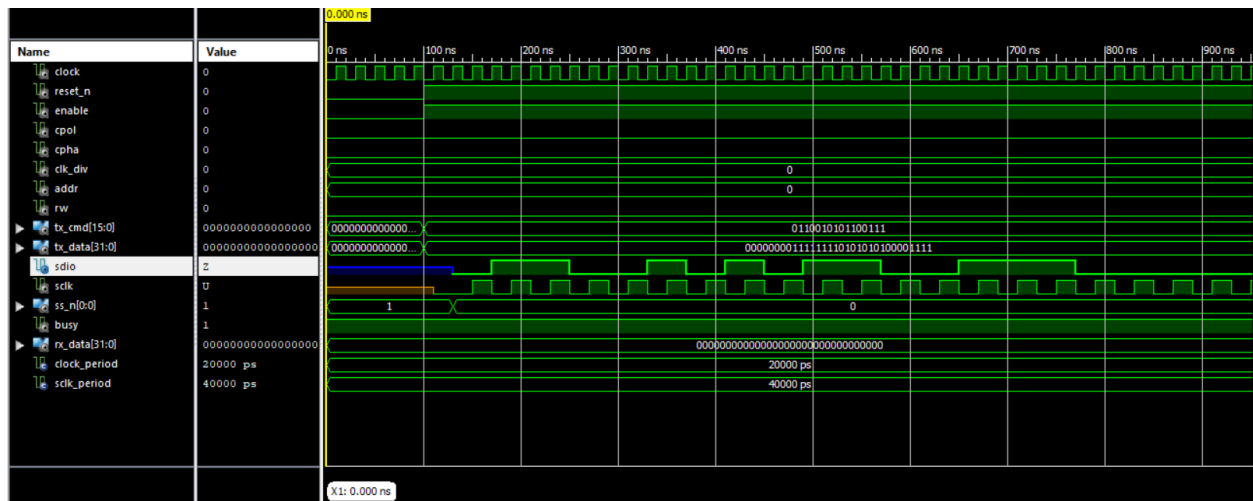 0.000 ns
Name Value 0 ns 100 ns 200 ns 300 ns 400 ns 500 ns 600 ns 700 ns 800 ns 900 ns
clock 0
reset_n 0
enable 0
cpol 0
cpha 0
clk_div 0 0
addr 0 0
rw 0
tx_cmd[15:0] 0000000000000000 0000000000000... 0110010101100111
tx_data[31:0] 00000000000000000 0000000000000... 00000000111111111010101010000​1111
sdio Z
sclk U
ss_n[0:0] 1 1 0
busy 1
rx_data[31:0] 00000000000000000 00000000000000000000000000000000
clock_period 20000 ps 20000 ps
sclk_period 40000 ps 40000 ps
X1: 0.000 ns